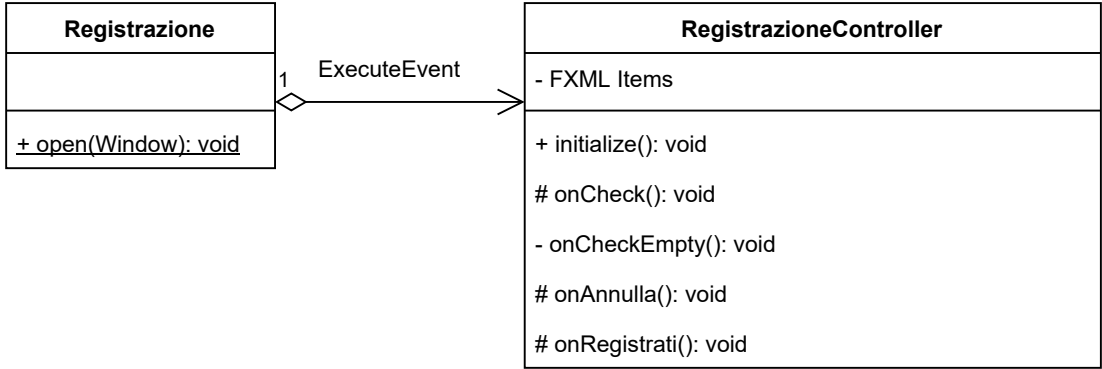 Registrazione
+ open(Window): void
1
ExecuteEvent
RegistrazioneController
- FXML Items
+ initialize(): void
# onCheck(): void
- onCheckEmpty(): void
# onAnnulla(): void
# onRegistrati(): void